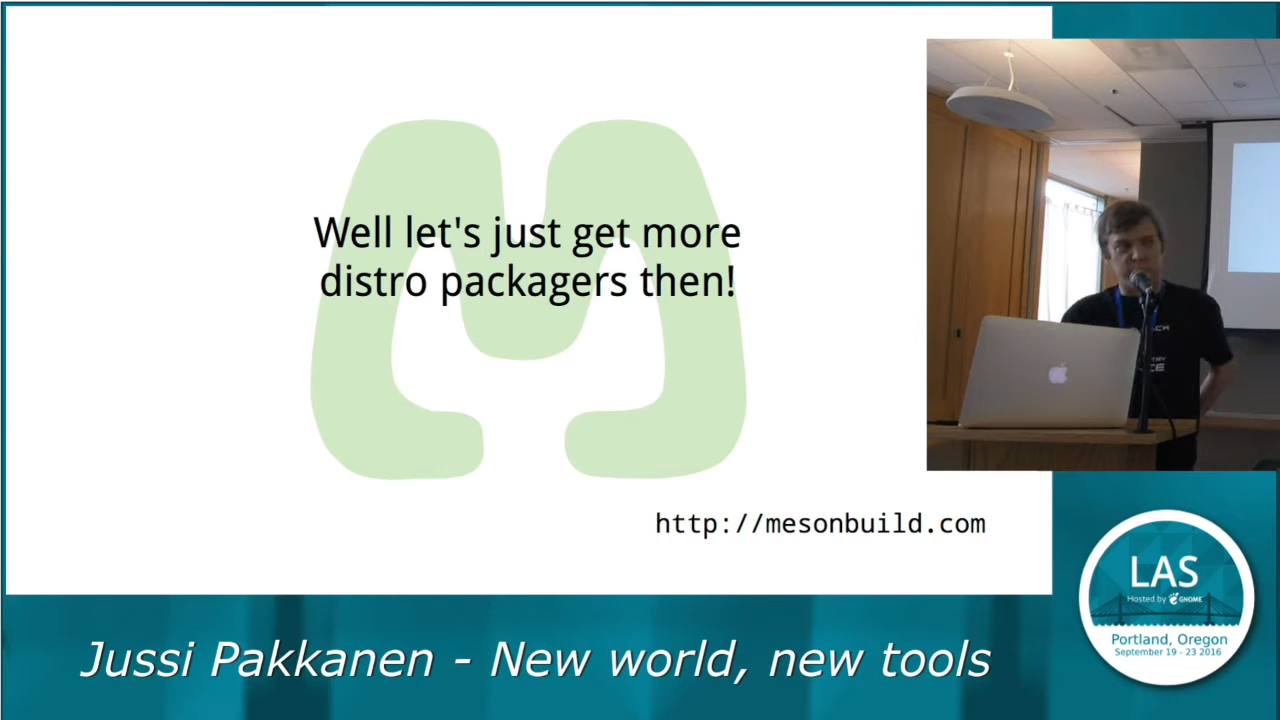 Well let's just get more
distro packagers then!
http://mesonbuild.com
LAS
Hosted by GNOME
Portland, Oregon
September 19 - 23 2016
Jussi Pakkanen - New world, new tools